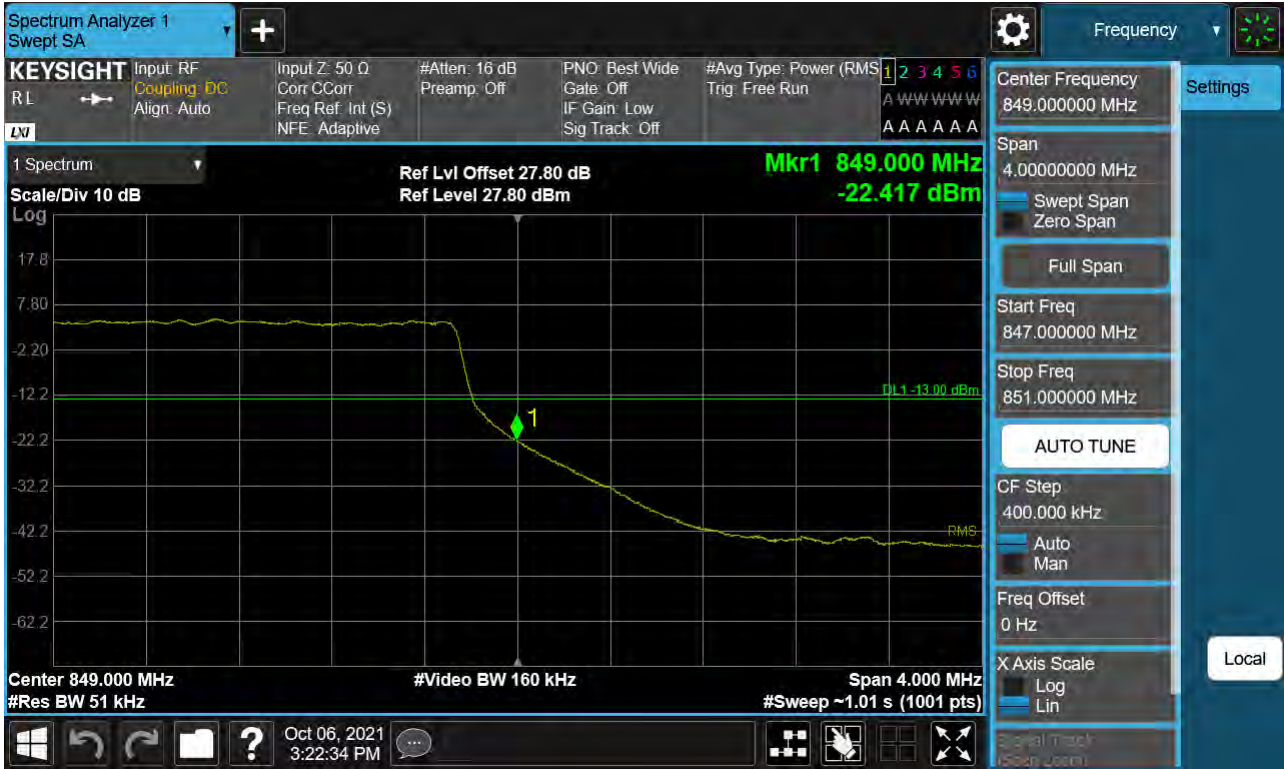 Spectrum Analyzer 1
Swept SA
Frequency
KEYSIGHT
R L
LXI
Input: RF
Coupling: DC
Align: Auto
Input Z: 50 Ω
Corr CCorr
Freq Ref: Int (S)
NFE: Adaptive
#Atten: 16 dB
Preamp: Off
PNO: Best Wide
Gate: Off
IF Gain: Low
Sig Track: Off
#Avg Type: Power (RMS
Trig: Free Run
1 2 3 4 5 6
A W W W W W
A A A A A A
1 Spectrum
Scale/Div 10 dB
Log
Ref Lvl Offset 27.80 dB
Ref Level 27.80 dBm
Mkr1 849.000 MHz
-22.417 dBm
17.8
7.80
-2.20
-12.2
-22.2
-32.2
-42.2
-52.2
-62.2
DL1 -13.00 dBm
1
RMS
Center 849.000 MHz
#Res BW 51 kHz
#Video BW 160 kHz
Span 4.000 MHz
#Sweep ~1.01 s (1001 pts)
Center Frequency
849.000000 MHz
Settings
Span
4.00000000 MHz
Swept Span
Zero Span
Full Span
Start Freq
847.000000 MHz
Stop Freq
851.000000 MHz
AUTO TUNE
CF Step
400.000 kHz
Auto
Man
Freq Offset
0 Hz
X Axis Scale
Log
Lin
Local
Signal Track
(Span Zoom)
?
Oct 06, 2021
3:22:34 PM